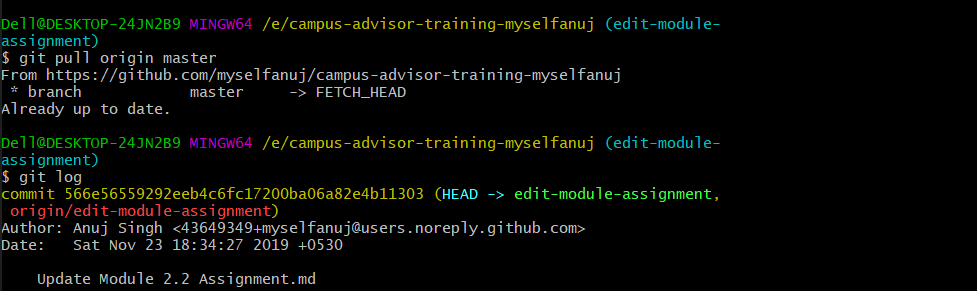 Dell@DESKTOP-24JN2B9 MINGW64 /e/campus-advisor-training-myselfanuj (edit-module-
assignment)
$ git pull origin master
From https://github.com/myselfanuj/campus-advisor-training-myselfanuj
 * branch            master     -> FETCH_HEAD
Already up to date.
Dell@DESKTOP-24JN2B9 MINGW64 /e/campus-advisor-training-myselfanuj (edit-module-
assignment)
$ git log
commit 566e56559292eeb4c6fc17200ba06a82e4b11303 (HEAD -> edit-module-assignment,
 origin/edit-module-assignment)
Author: Anuj Singh <43649349+myselfanuj@users.noreply.github.com>
Date:   Sat Nov 23 18:34:27 2019 +0530
    Update Module 2.2 Assignment.md